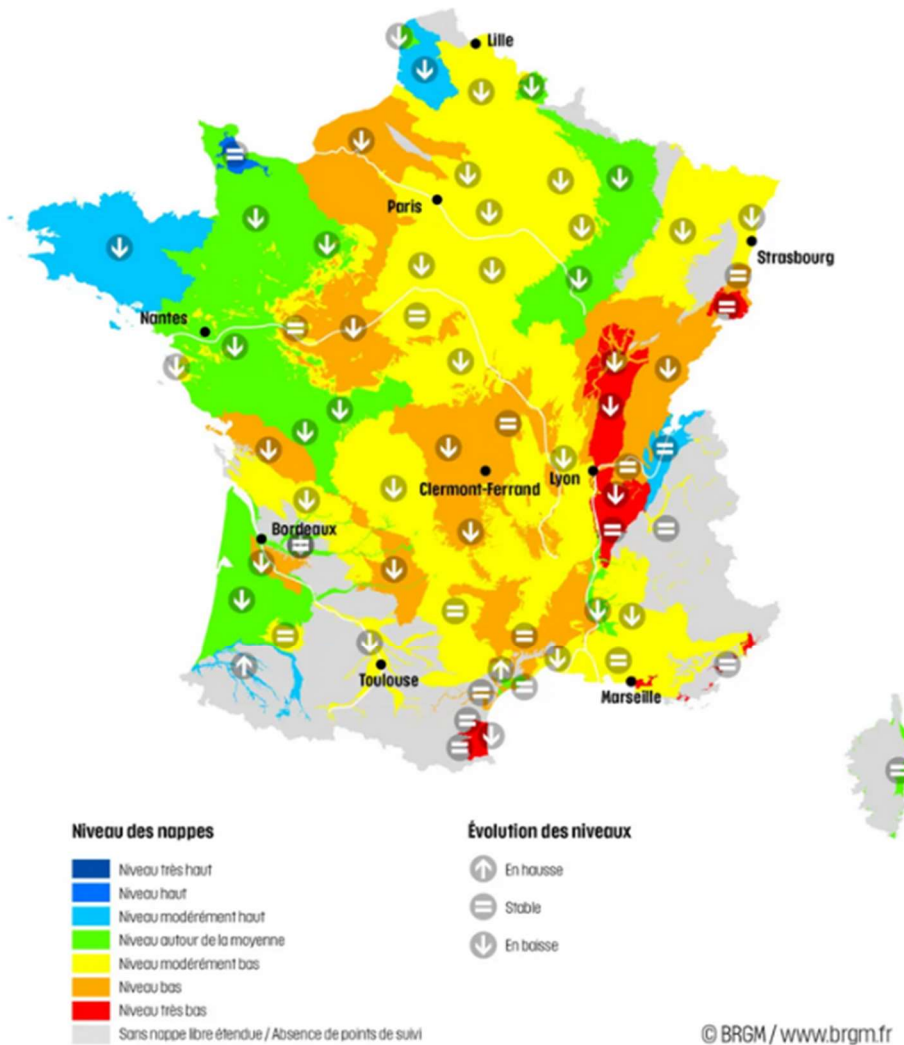 Lille
Paris
Strasbourg
Nantes
Clermont-Ferrand
Lyon
Bordeaux
Toulouse
Marseille
Niveau des nappes
Niveau très haut
Niveau haut
Niveau modérément haut
Niveau autour de la moyenne
Niveau modérément bas
Niveau bas
Niveau très bas
Sans nappe libre étendue / Absence de points de suivi
Évolution des niveaux
En hausse
Stable
En baisse
© BRGM / www.brgm.fr